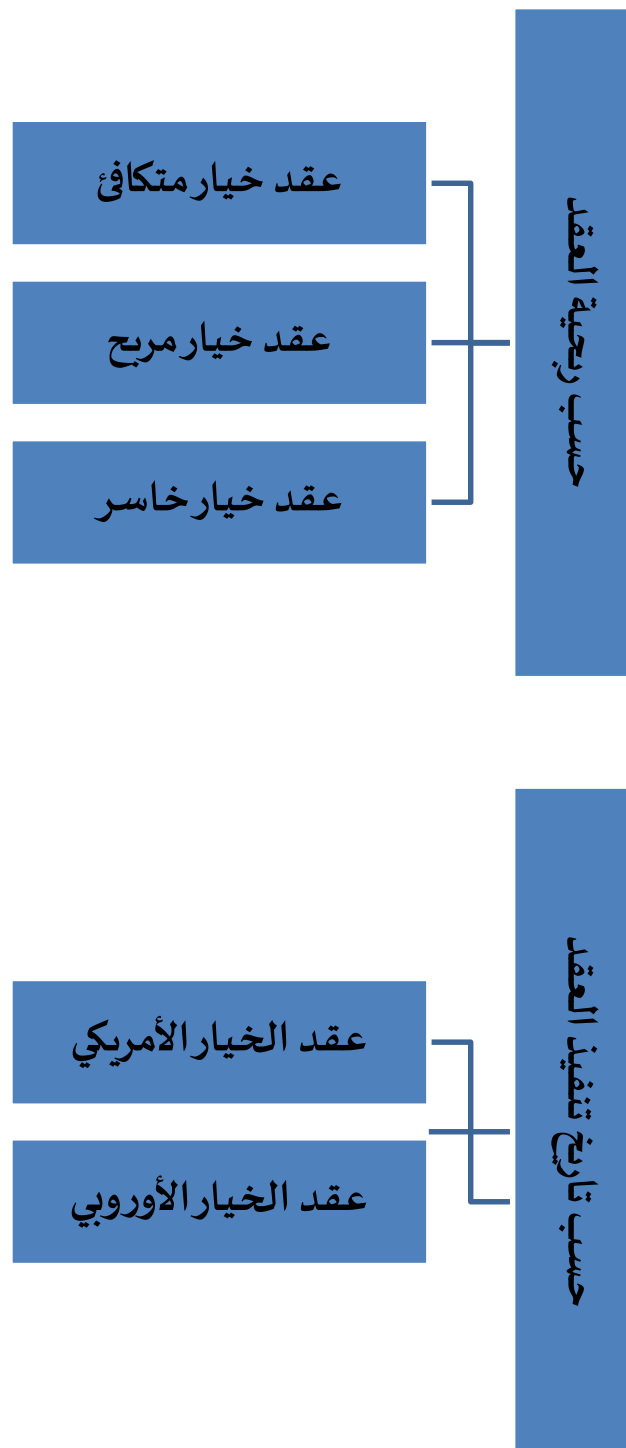 حسب ربحية العقد
عقد خيار متكافئ
عقد خيار مربح
عقد خيار خاسر
حسب تاريخ تنفيذ العقد
عقد الخيار الأمريكي
عقد الخيار الأوروبي